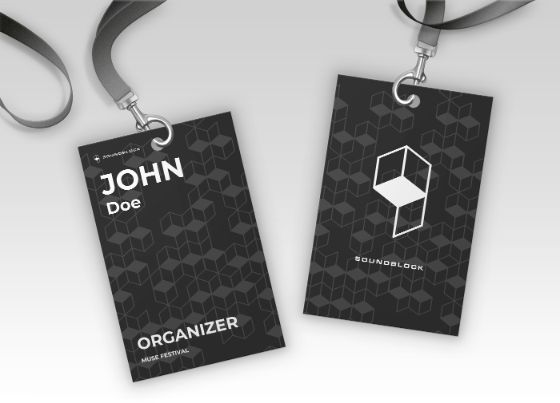 SOUNDBLOCK
JOHN
Doe
ORGANIZER
MUSE FESTIVAL
SOUNDBLOCK